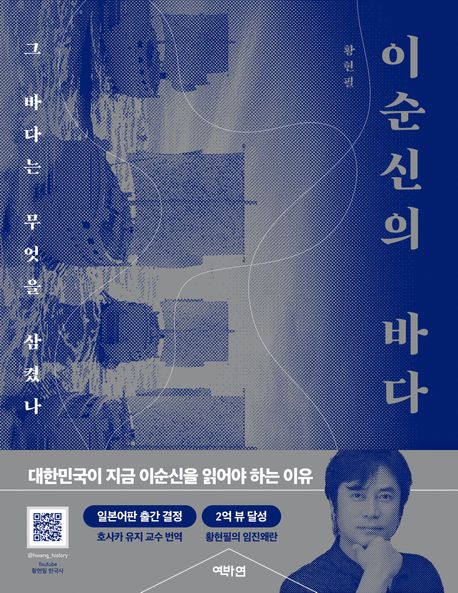 이순신의 바다
황현필
그 바다는 무엇을 삼켰나
대한민국이 지금 이순신을 읽어야 하는 이유
일본어판 출간 결정
호사카 유지 교수 번역
2억 뷰 달성
황현필의 임진왜란
@hwang_history
Youtube
황현필 한국사
역바연